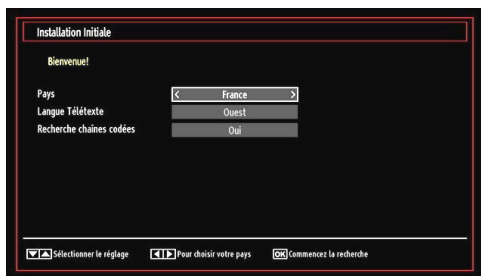 Installation Initiale
Bienvenue!
Pays < France >
Langue Télétexte Ouest
Recherche chaînes codées Oui
Sélectionner le réglage Pour choisir votre pays OK Commencez la recherche